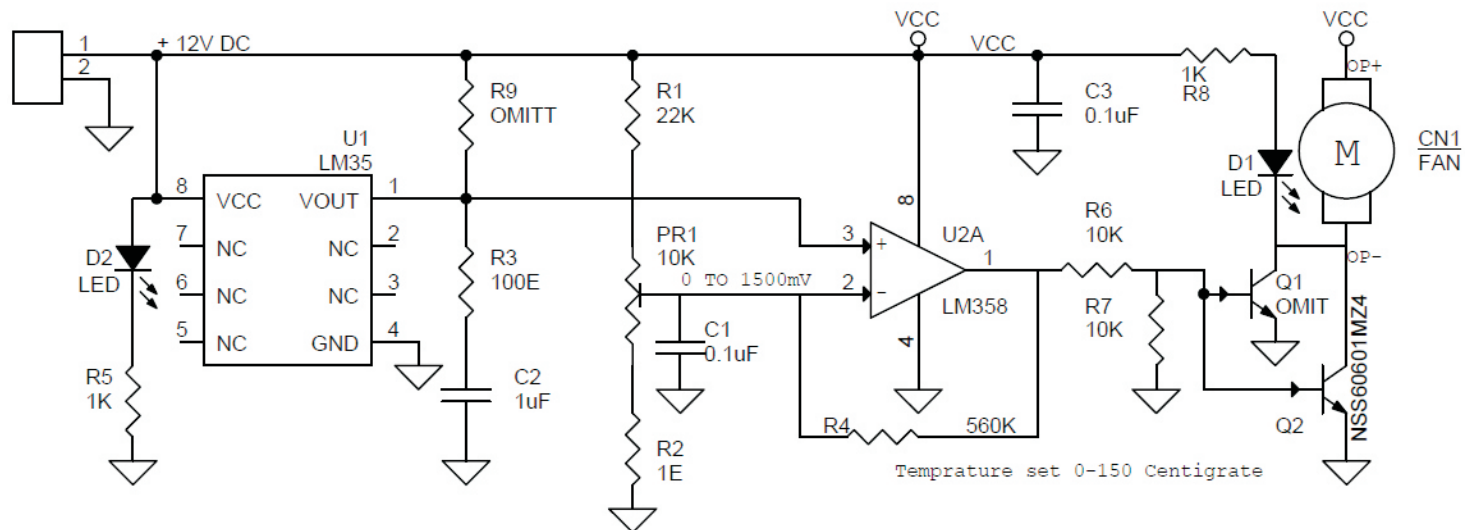 1
2
+ 12V DC
VCC
VCC
VCC
OP+
R9
OMITT
R1
22K
C3
0.1uF
1K
R8
M
CN1
FAN
U1
LM35
8
VCC
VOUT
1
7
NC
NC
2
6
NC
NC
3
5
NC
GND
4
D2
LED
R5
1K
R3
100E
C2
1uF
PR1
10K
0 TO 1500mV
C1
0.1uF
R2
1E
3
+
2
-
8
4
U2A
1
LM358
R4
560K
R6
10K
R7
10K
D1
LED
OP-
Q1
OMIT
Q2
NSS60601MZ4
Temprature set 0-150 Centigrate